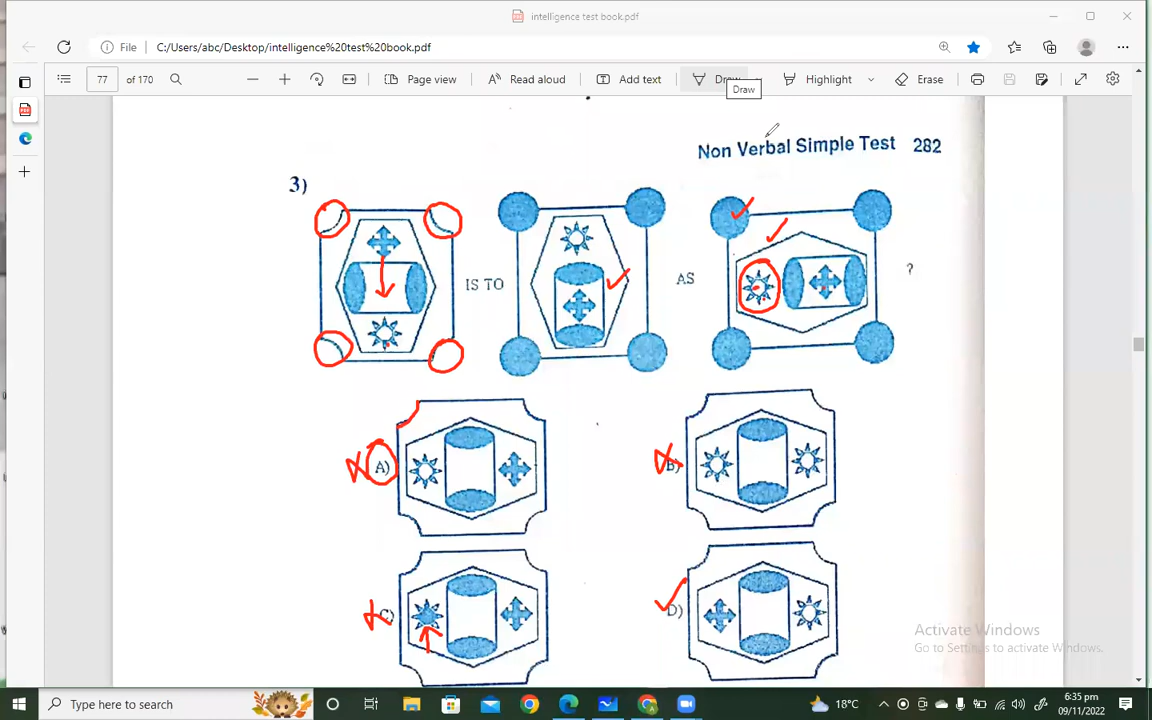 intelligence test book.pdf
File
C:/Users/abc/Desktop/intelligence%20test%20book.pdf
77 of 170
Page view
Read aloud
Add text
Draw
Highlight
Erase
Draw
Non Verbal Simple Test 282
3)
IS TO
AS
?
A)
B)
C)
D)
Activate Windows
Go to Settings to activate Windows.
Type here to search
18°C
6:35 pm
09/11/2022